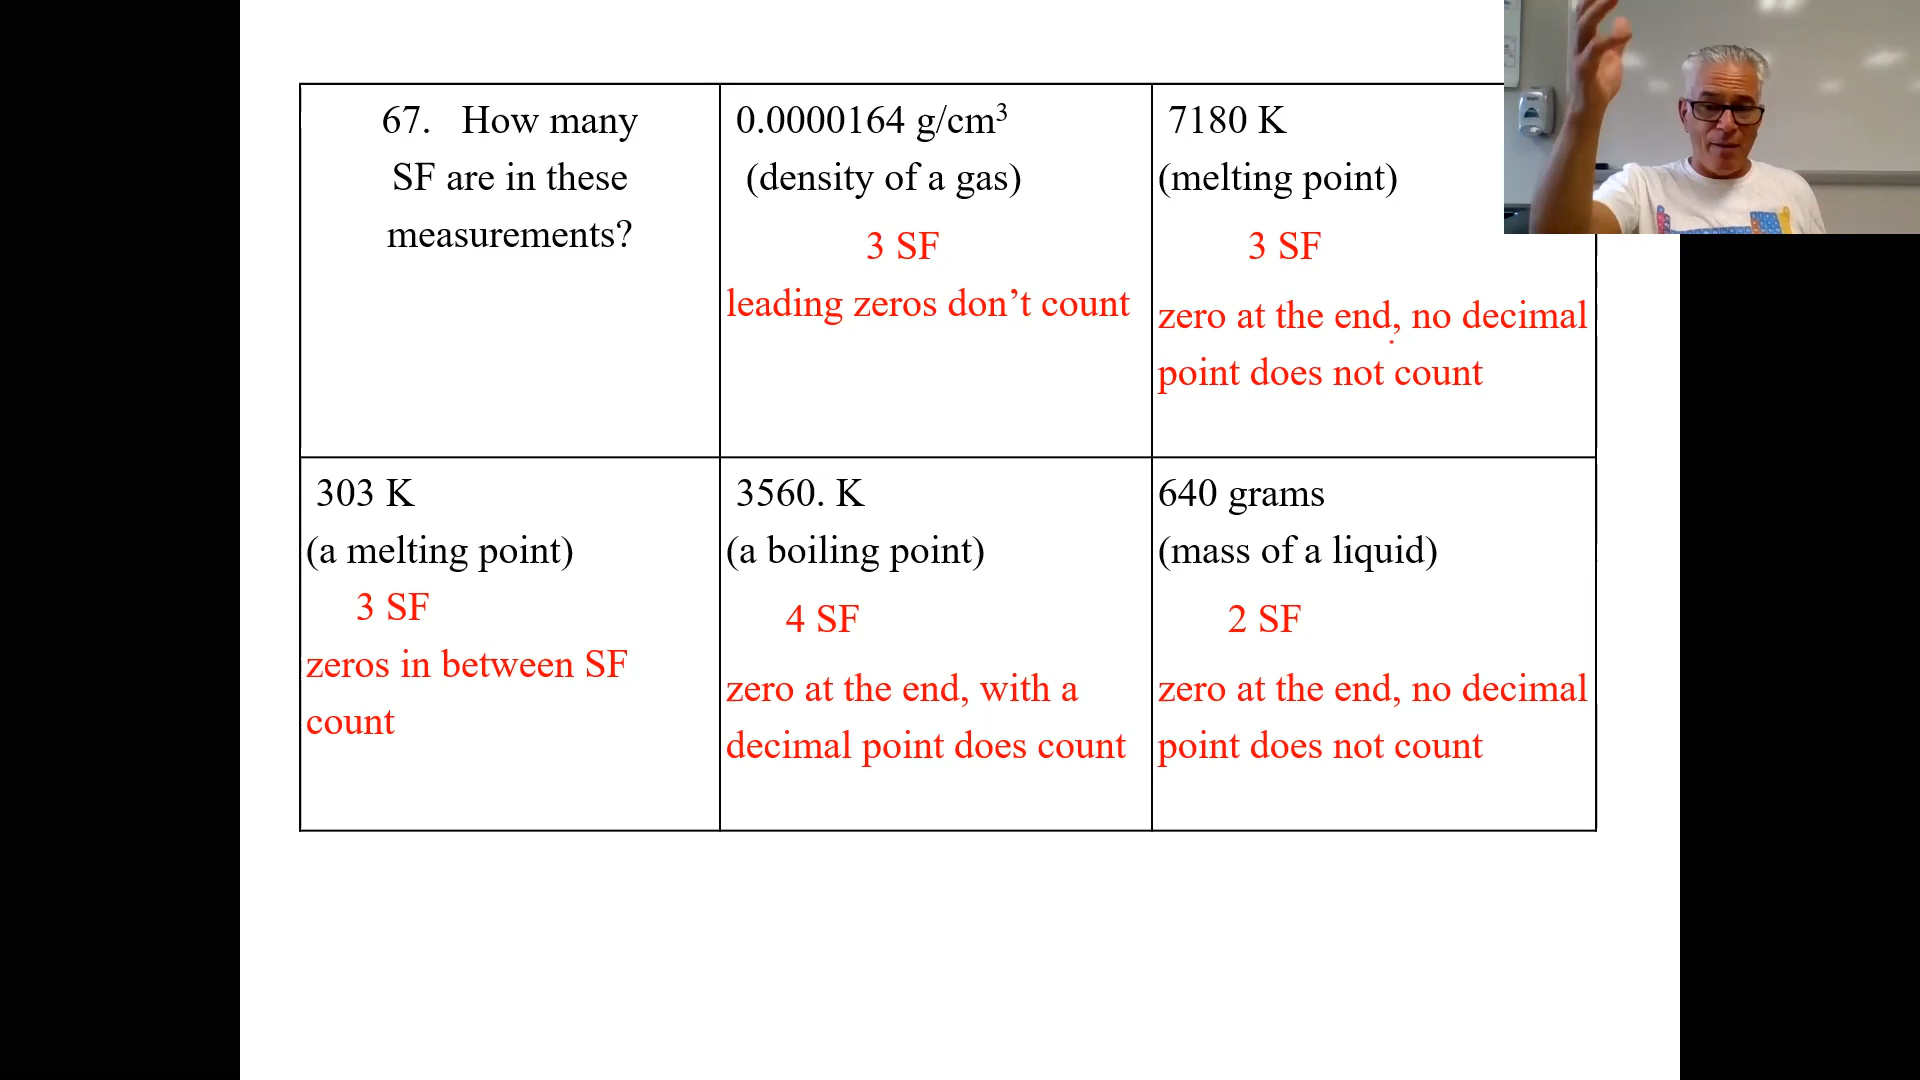 67. How many
SF are in these
measurements?
0.0000164 g/cm³
(density of a gas)
3 SF
leading zeros don’t count
7180 K
(melting point)
3 SF
zero at the end, no decimal
point does not count
303 K
(a melting point)
3 SF
zeros in between SF
count
3560. K
(a boiling point)
4 SF
zero at the end, with a
decimal point does count
640 grams
(mass of a liquid)
2 SF
zero at the end, no decimal
point does not count